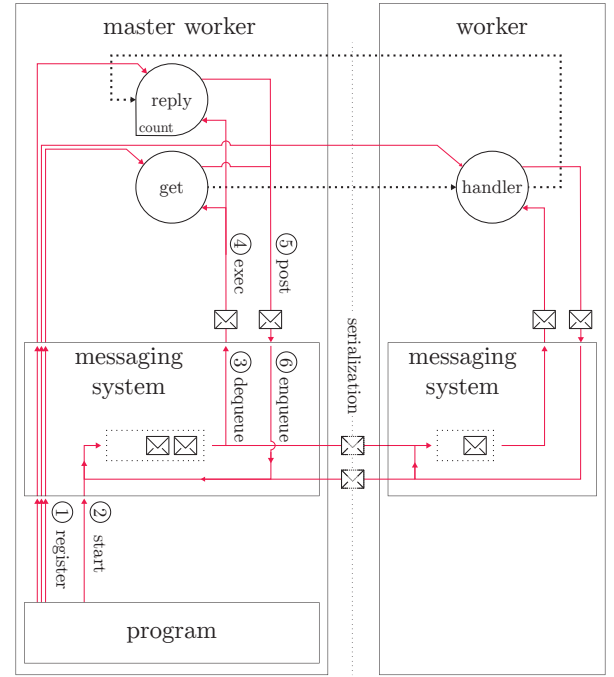 master worker
worker
reply
count
get
handler
④ exec
⑤ post
serialization
messaging
system
③ dequeue
⑥ enqueue
messaging
system
① register
② start
program